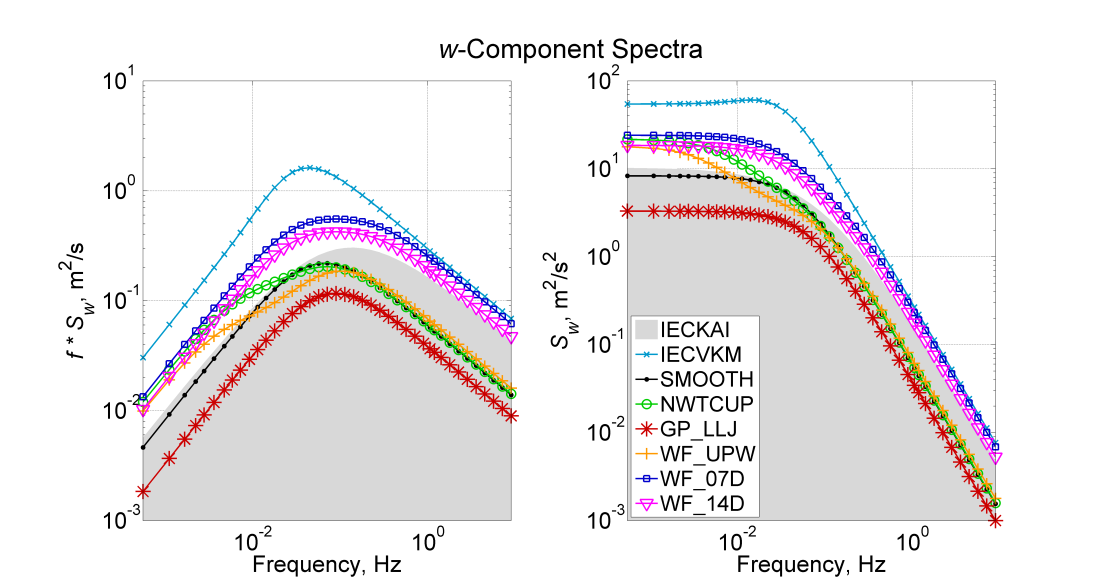 w-Component Spectra
10^1
10^0
10^-1
10^-2
10^-3
f * S_w, m^2/s
10^-2
10^0
Frequency, Hz
10^2
10^1
10^0
10^-1
10^-2
10^-3
S_w, m^2/s^2
10^-2
10^0
Frequency, Hz
IECKAI
IECVKM
SMOOTH
NWTCUP
GP_LLJ
WF_UPW
WF_07D
WF_14D